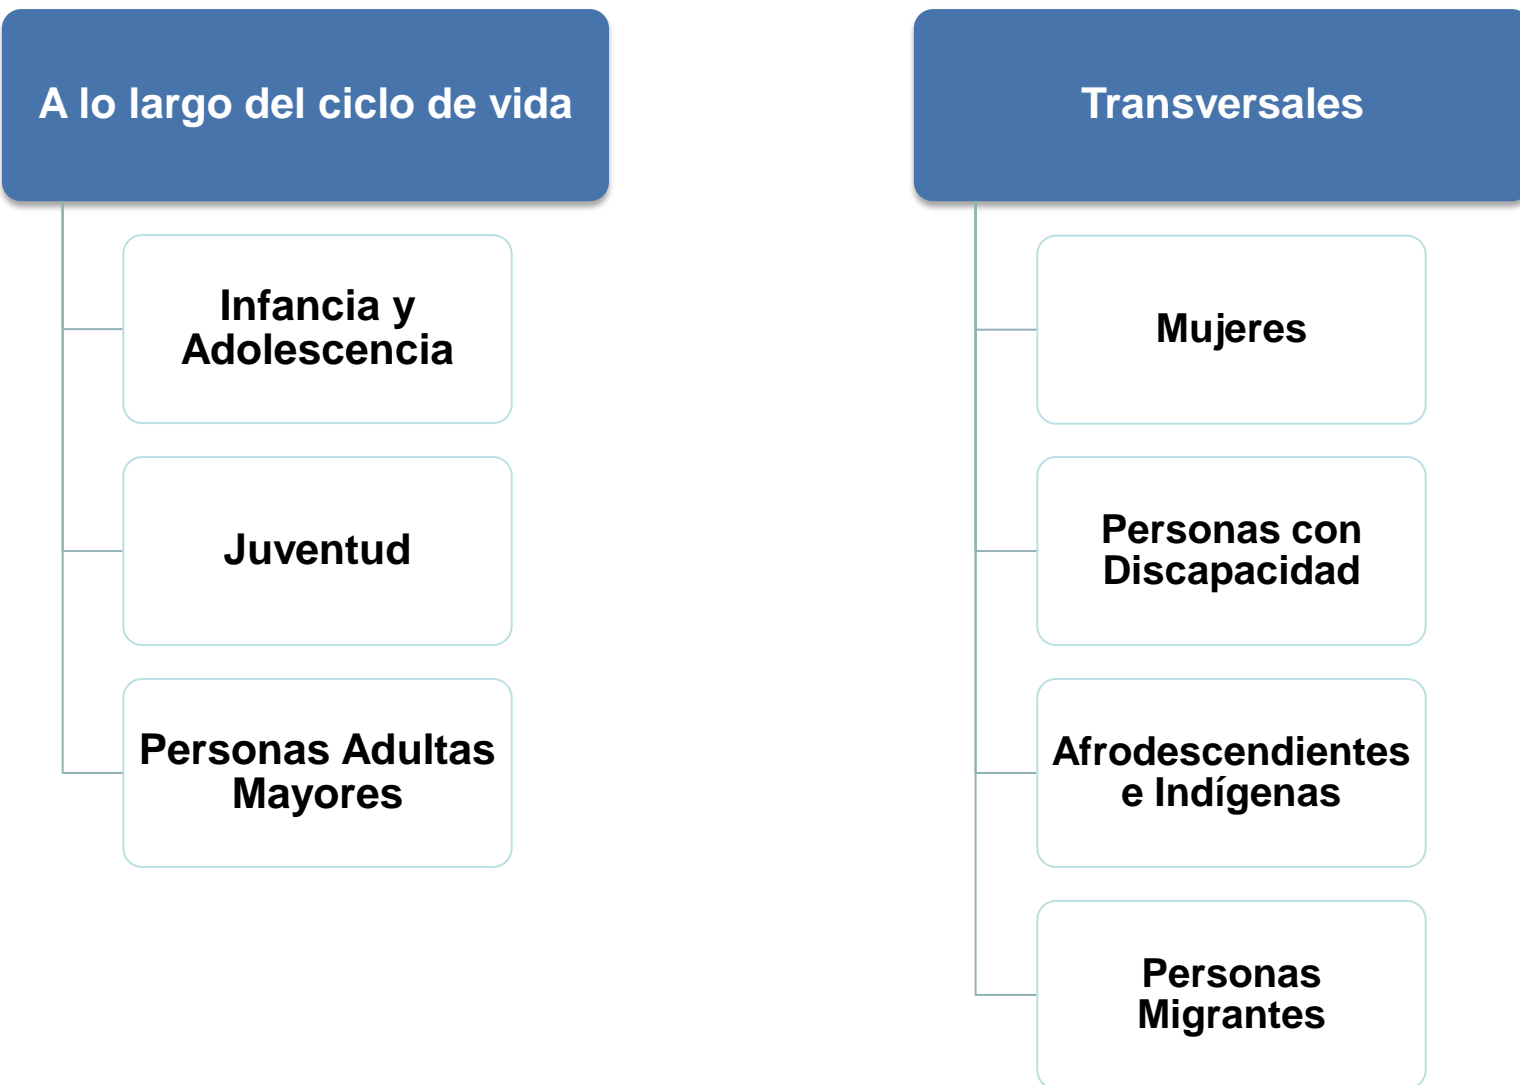 A lo largo del ciclo de vida
Infancia y
Adolescencia
Juventud
Personas Adultas
Mayores
Transversales
Mujeres
Personas con
Discapacidad
Afrodescendientes
e Indígenas
Personas
Migrantes